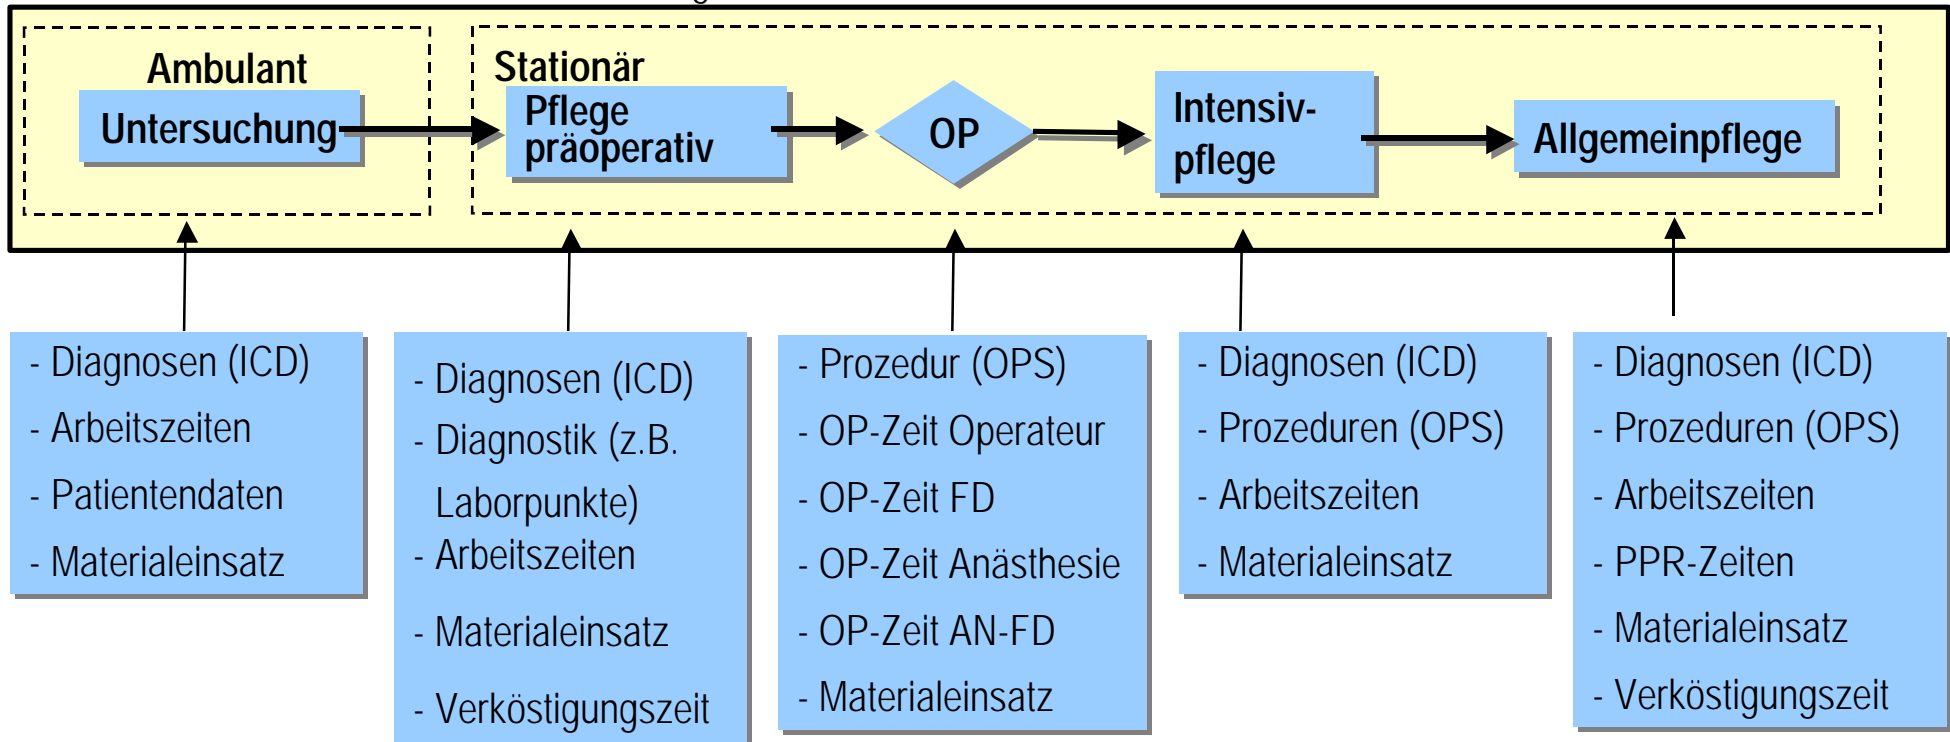 Ambulant
Untersuchung
Stationär
Pflege
präoperativ
OP
Intensiv-
pflege
Allgemeinpflege
- Diagnosen (ICD)
- Arbeitszeiten
- Patientendaten
- Materialeinsatz
- Diagnosen (ICD)
- Diagnostik (z.B.
Laborpunkte)
- Arbeitszeiten
- Materialeinsatz
- Verköstigungszeit
- Prozedur (OPS)
- OP-Zeit Operateur
- OP-Zeit FD
- OP-Zeit Anästhesie
- OP-Zeit AN-FD
- Materialeinsatz
- Diagnosen (ICD)
- Prozeduren (OPS)
- Arbeitszeiten
- Materialeinsatz
- Diagnosen (ICD)
- Prozeduren (OPS)
- Arbeitszeiten
- PPR-Zeiten
- Materialeinsatz
- Verköstigungszeit